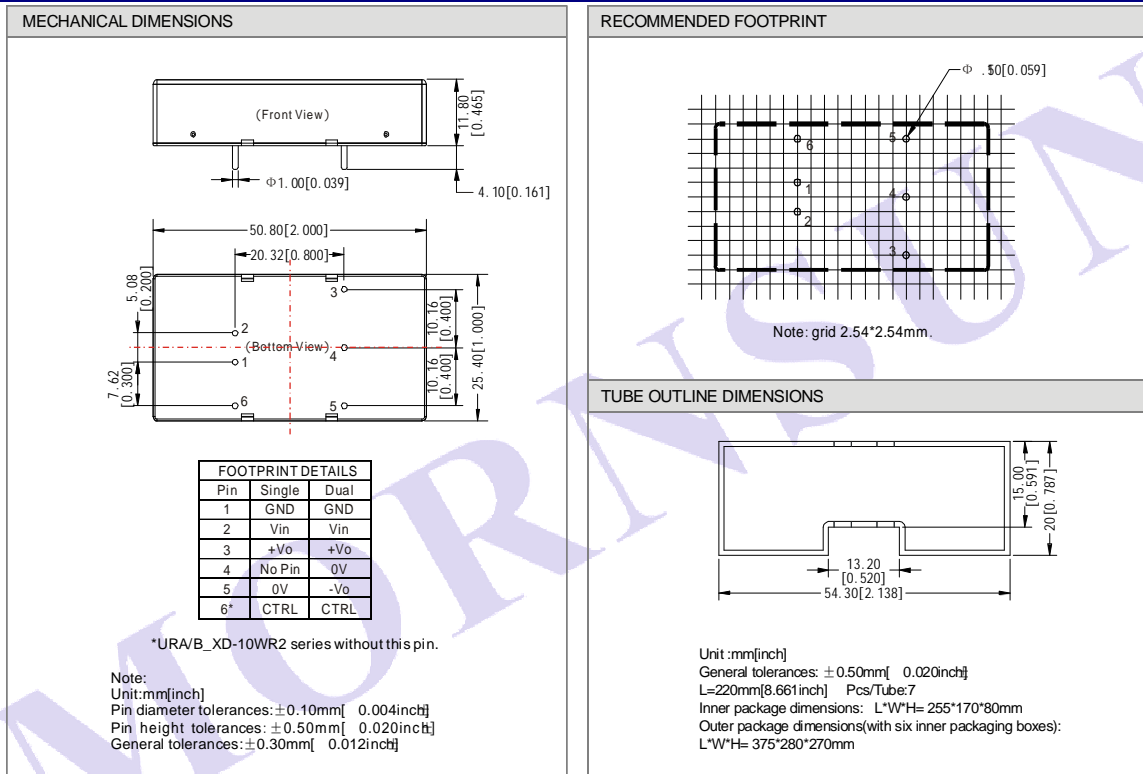 MECHANICAL DIMENSIONS
(Front View)
11.80
[0.465]
Φ1.00[0.039]
4.10[0.161]
50.80[2.000]
20.32[0.800]
5.08
[0.200]
7.62
[0.300]
3
2
(Bottom View)
4
1
6
5
10.16
[0.400]
10.16
[0.400]
25.40[1.000]
FOOTPRINT DETAILS
Pin Single Dual
1 GND GND
2 Vin Vin
3 +Vo +Vo
4 No Pin 0V
5 0V -Vo
6* CTRL CTRL
*URA/B_XD-10WR2 series without this pin.
Note:
Unit:mm[inch]
Pin diameter tolerances:±0.10mm[ 0.004inch±]
Pin height tolerances: ±0.50mm[ 0.020inch±]
General tolerances:±0.30mm[ 0.012inch±]
RECOMMENDED FOOTPRINT
Φ .50[0.059]
6
5
1
4
2
3
Note: grid 2.54*2.54mm.
TUBE OUTLINE DIMENSIONS
15.00
[0.591]
20[0.787]
13.20
[0.520]
54.30[2.138]
Unit :mm[inch]
General tolerances: ±0.50mm[ 0.020inch±]
L=220mm[8.661inch] Pcs/Tube:7
Inner package dimensions: L*W*H= 255*170*80mm
Outer package dimensions(with six inner packaging boxes):
L*W*H= 375*280*270mm
MORNSUN